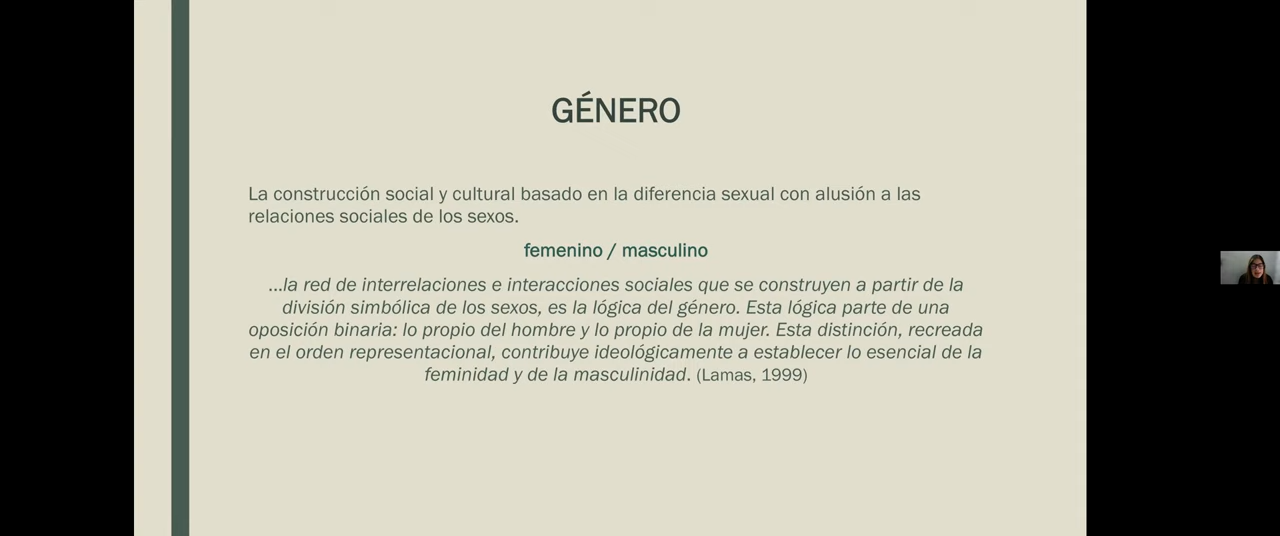 GÉNERO
La construcción social y cultural basado en la diferencia sexual con alusión a las
relaciones sociales de los sexos.
femenino / masculino
...la red de interrelaciones e interacciones sociales que se construyen a partir de la
división simbólica de los sexos, es la lógica del género. Esta lógica parte de una
oposición binaria: lo propio del hombre y lo propio de la mujer. Esta distinción, recreada
en el orden representacional, contribuye ideológicamente a establecer lo esencial de la
feminidad y de la masculinidad. (Lamas, 1999)